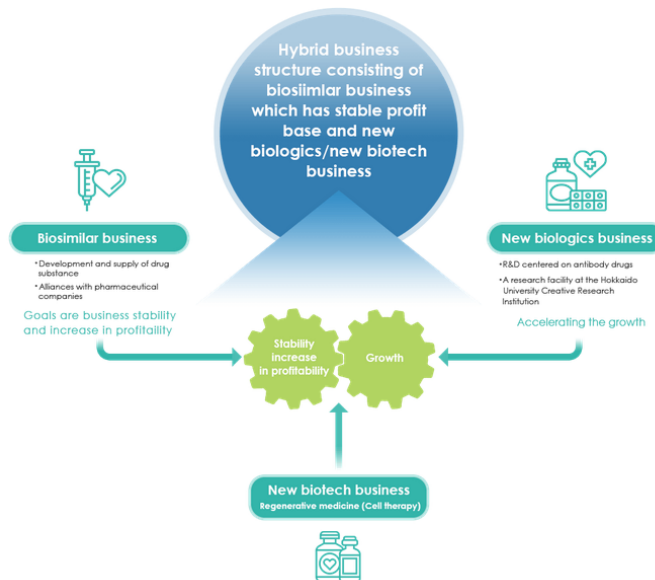 Hybrid business
structure consisting of
biosiimlar business
which has stable profit
base and new
biologics/new biotech
business
Biosimilar business
•Development and supply of drug
substance
•Alliances with pharmaceutical
companies
Goals are business stability
and increase in profitaility
New biologics business
•R&D centered on antibody drugs
•A research facility at the Hokkaido
University Creative Research
Institution
Accelerating the growth
Stability
increase
in profitability
Growth
New biotech business
Regenerative medicine (Cell therapy)